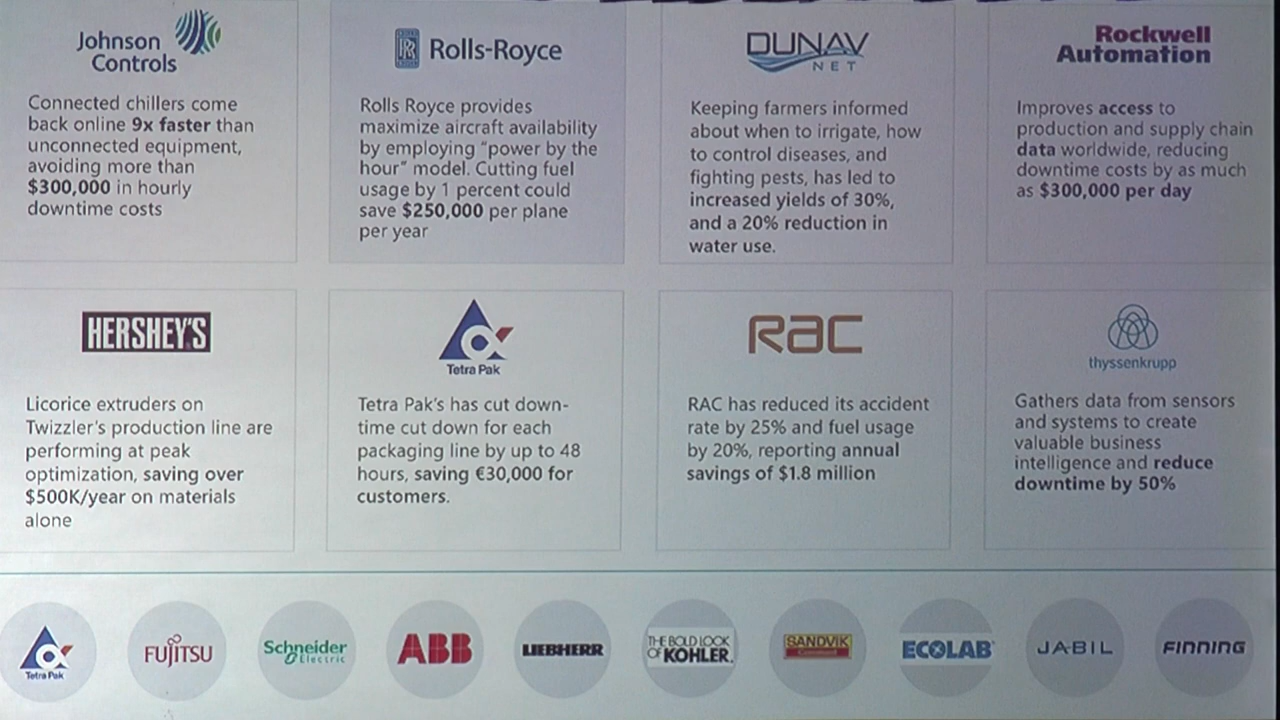 Johnson
Controls
Connected chillers come
back online 9x faster than
unconnected equipment,
avoiding more than
$300,000 in hourly
downtime costs
Rolls-Royce
Rolls Royce provides
maximize aircraft availability
by employing “power by the
hour” model. Cutting fuel
usage by 1 percent could
save $250,000 per plane
per year
DUNAV
NET
Keeping farmers informed
about when to irrigate, how
to control diseases, and
fighting pests, has led to
increased yields of 30%,
and a 20% reduction in
water use.
Rockwell
Automation
Improves access to
production and supply chain
data worldwide, reducing
downtime costs by as much
as $300,000 per day
HERSHEY'S
Licorice extruders on
Twizzler's production line are
performing at peak
optimization, saving over
$500K/year on materials
alone
Tetra Pak
Tetra Pak's has cut down-
time cut down for each
packaging line by up to 48
hours, saving €30,000 for
customers.
RAC
RAC has reduced its accident
rate by 25% and fuel usage
by 20%, reporting annual
savings of $1.8 million
thyssenkrupp
Gathers data from sensors
and systems to create
valuable business
intelligence and reduce
downtime by 50%
Tetra Pak
FUJITSU
Schneider
Electric
ABB
LIEBHERR
THE BOLD LOOK
OF KOHLER.
SANDVIK
ECOLAB
JABIL
FINNING